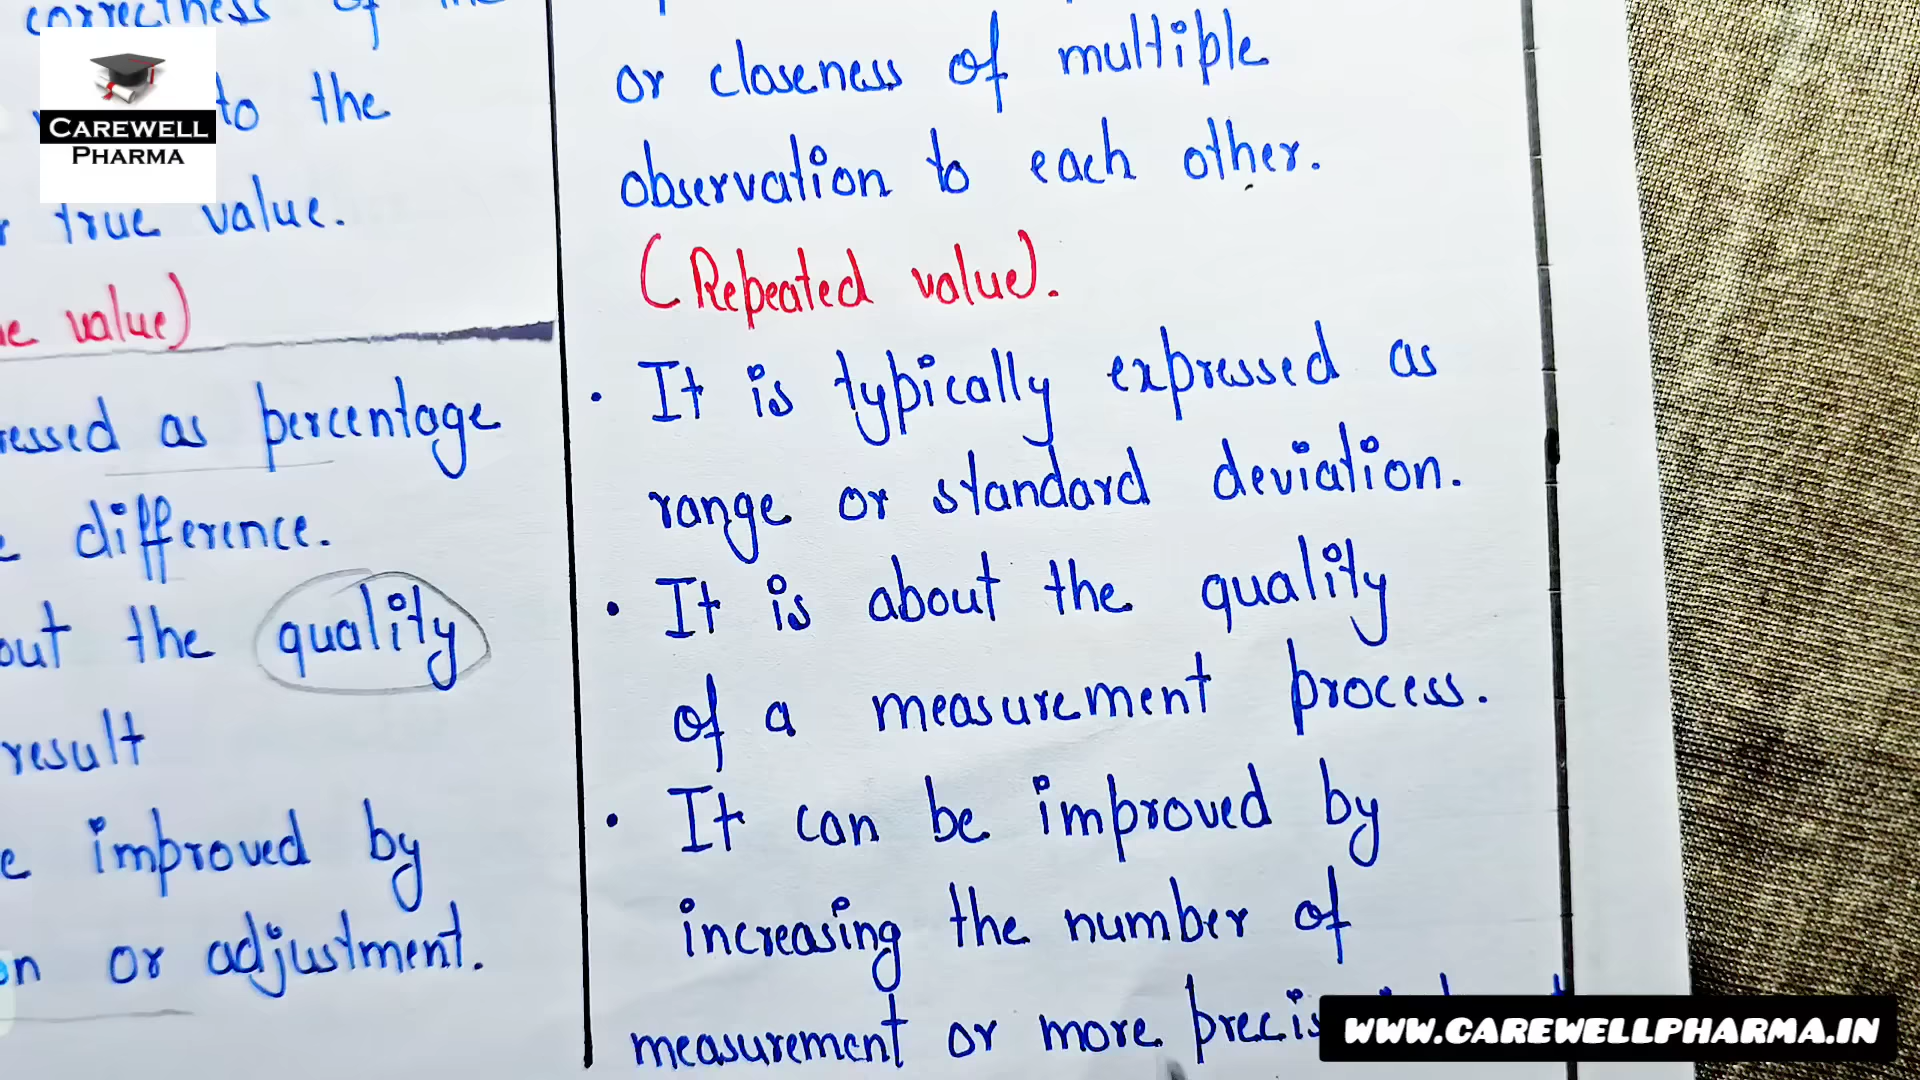 correctness of the
to the
true value.
value)
as percentage
difference.
the quality
result
improved by
or adjustment.
or closeness of multiple
observation to each other.
(Repeated value).
. It is typically expressed as
range or standard deviation.
. It is about the quality
of a measurement process.
. It can be improved by
increasing the number of
measurement or more
CAREWELL
PHARMA
WWW.CAREWELLPHARMA.IN